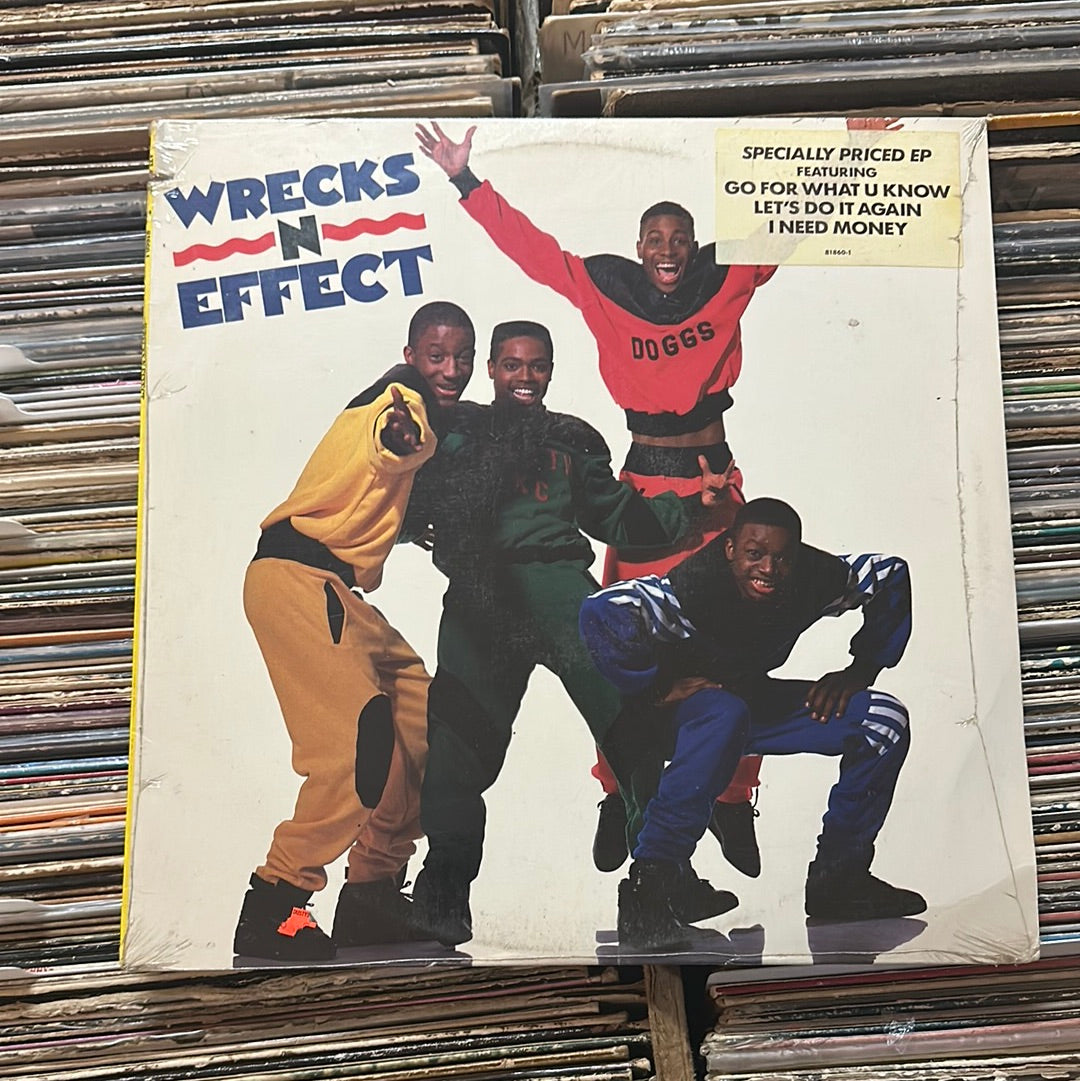 WRECKS
N
EFFECT
SPECIALLY PRICED EP
FEATURING
GO FOR WHAT U KNOW
LET'S DO IT AGAIN
I NEED MONEY
81860-1
DOGGS